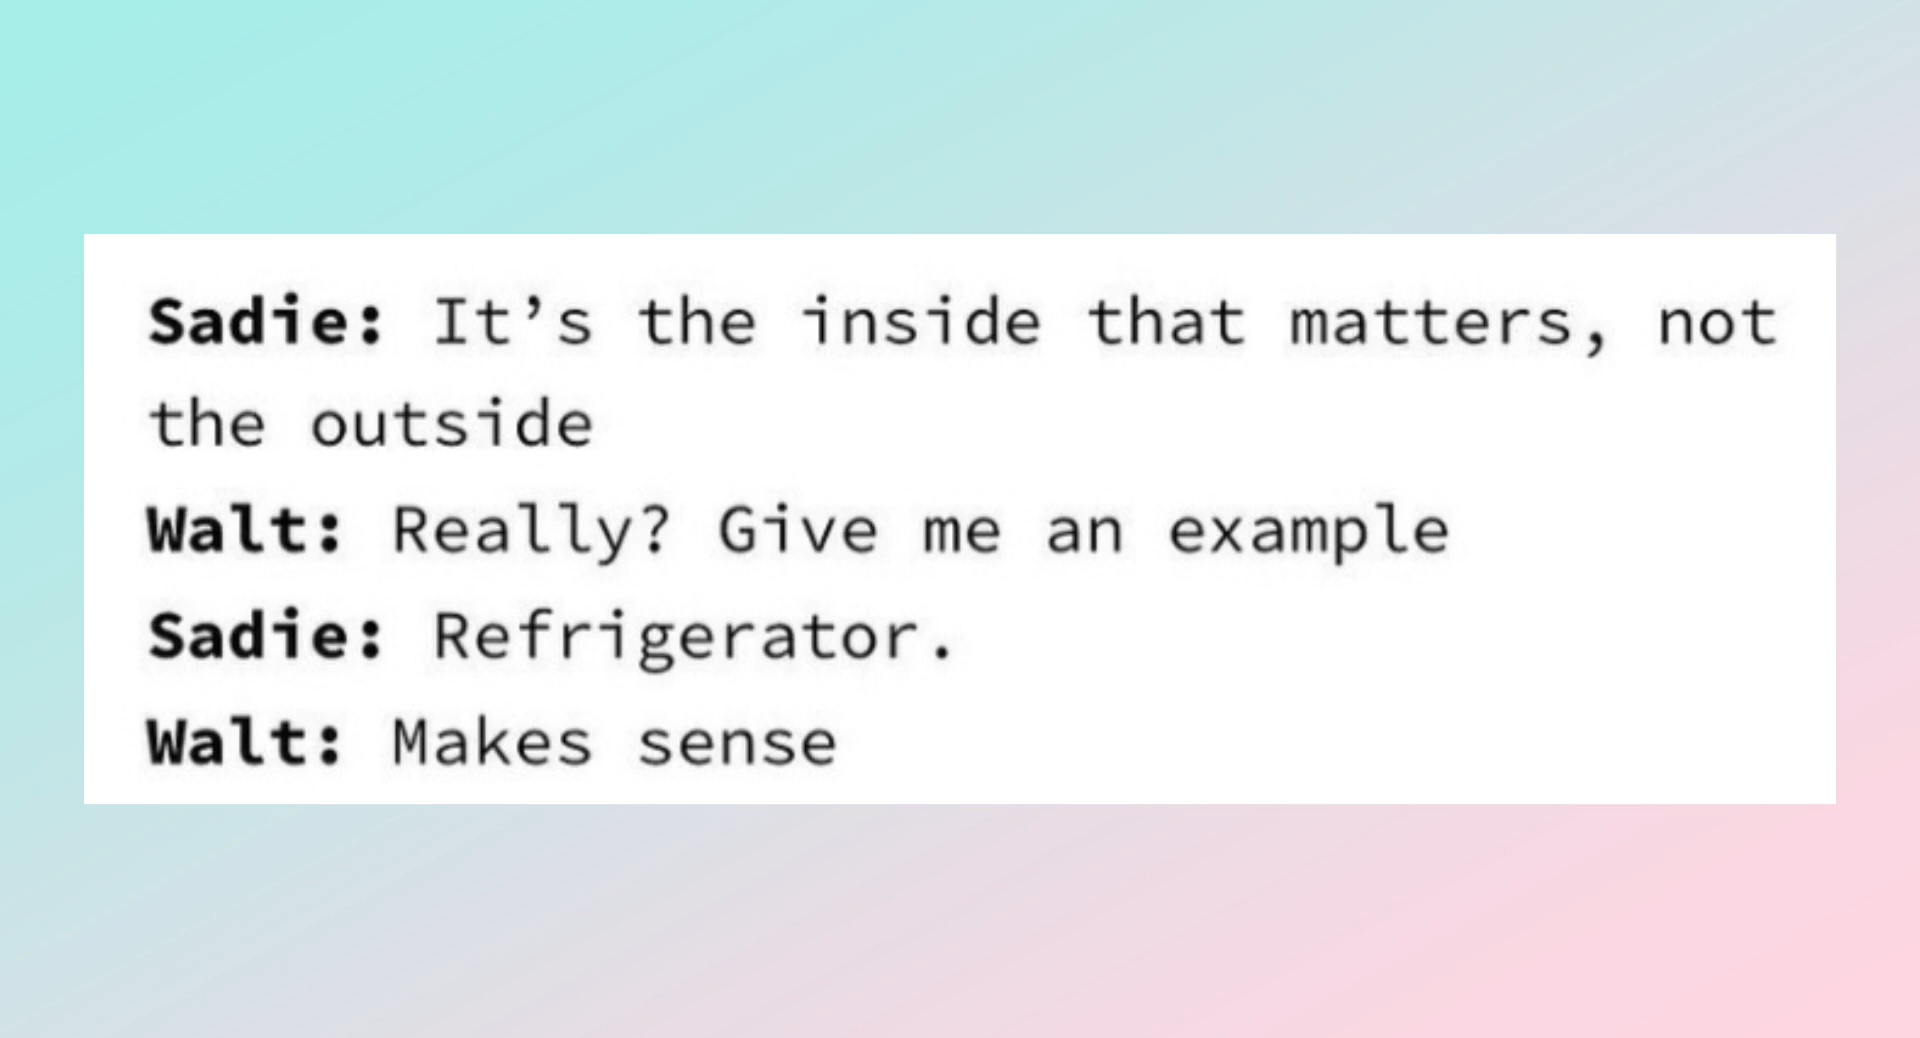 Sadie: It’s the inside that matters, not
the outside
Walt: Really? Give me an example
Sadie: Refrigerator.
Walt: Makes sense